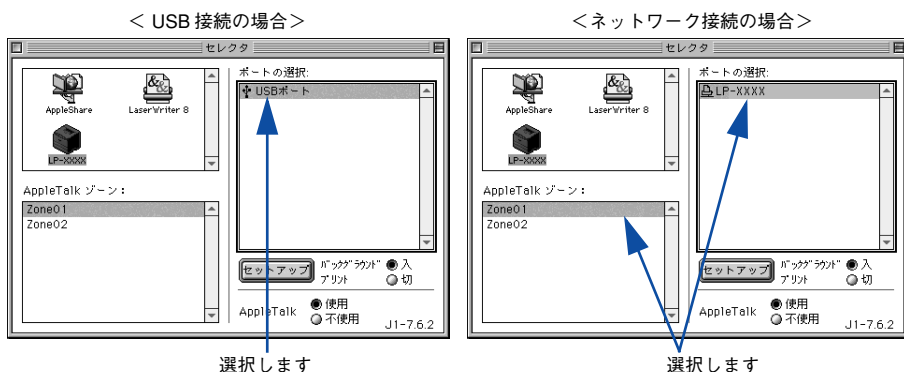 ＜ USB 接続の場合＞
セレクタ
AppleShare
LaserWriter 8
LP-XXXX
ポートの選択:
USBポート
AppleTalk ゾーン：
Zone01
Zone02
セットアップ
ﾊﾞｯｸｸﾞﾗｳﾝﾄﾞ
ﾌﾟﾘﾝﾄ
入
切
AppleTalk
使用
不使用
J1-7.6.2
選択します
＜ネットワーク接続の場合＞
セレクタ
AppleShare
LaserWriter 8
LP-XXXX
ポートの選択:
LP-XXXX
AppleTalk ゾーン：
Zone01
Zone02
セットアップ
ﾊﾞｯｸｸﾞﾗｳﾝﾄﾞ
ﾌﾟﾘﾝﾄ
入
切
AppleTalk
使用
不使用
J1-7.6.2
選択します